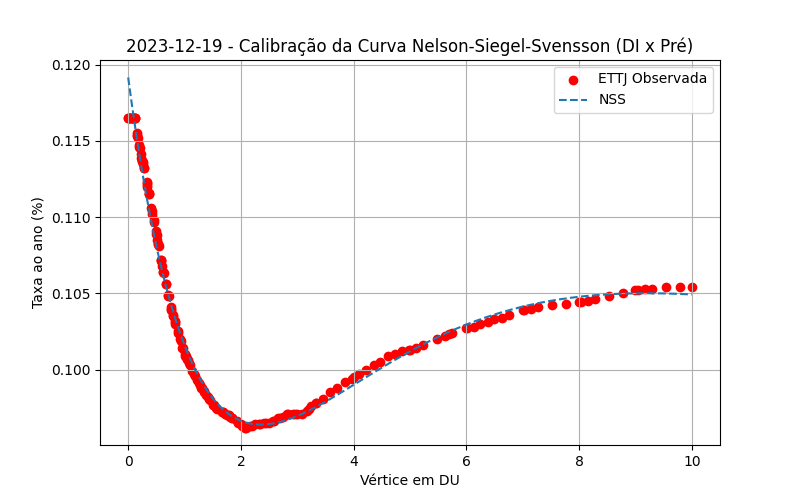 2023-12-19 - Calibração da Curva Nelson-Siegel-Svensson (DI x Pré)
ETTJ Observada
NSS
Taxa ao ano (%)
0.120
0.115
0.110
0.105
0.100
0 2 4 6 8 10
Vértice em DU